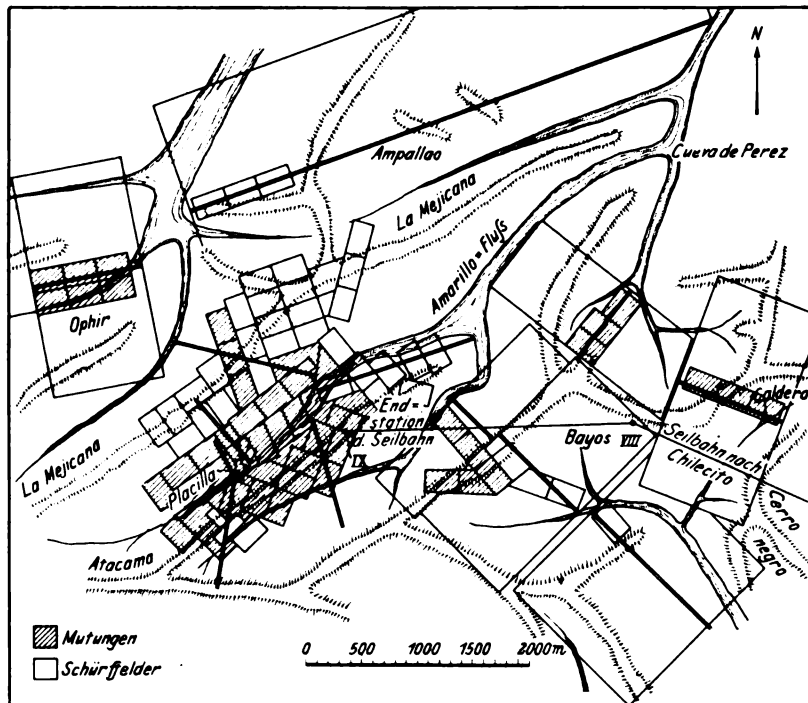 N
Ampallao
Cueva de Perez
La Mejicana
Amarillo=Fluſs
Ophir
Caldera
End=
station
d. Seilbahn
IX
Bayos VIII
Seilbahn nach
Chilecito
Cerro
negro
La Mejicana
Placilla
Atacama
Mutungen
Schürffelder
0 500 1000 1500 2000m